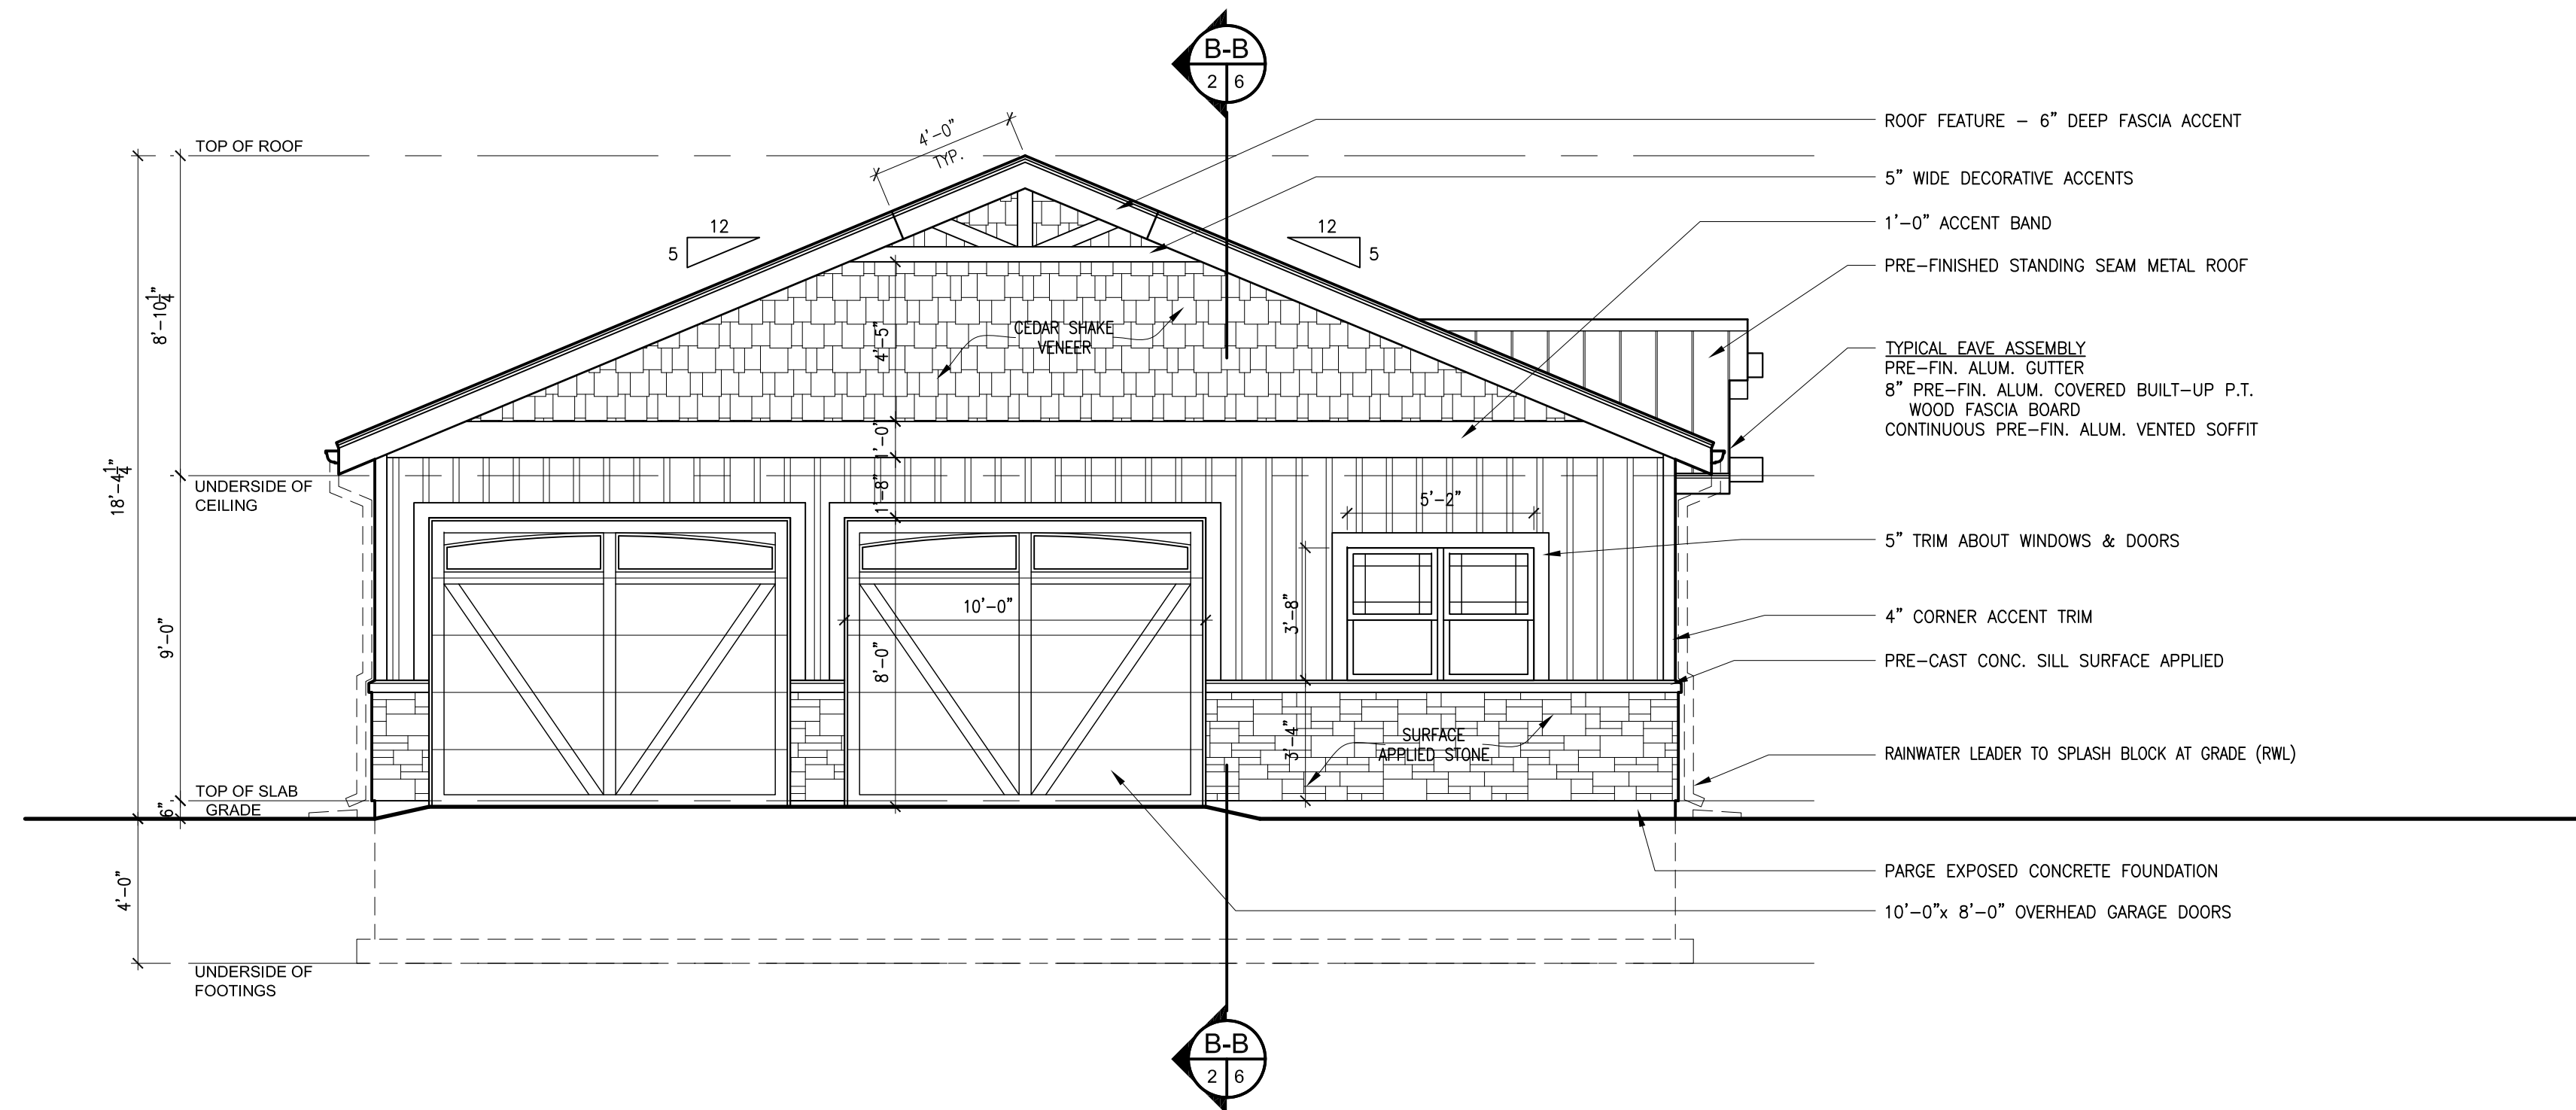 B-B
2 6
ROOF FEATURE – 6" DEEP FASCIA ACCENT
4'-0"
TYP.
TOP OF ROOF
5" WIDE DECORATIVE ACCENTS
12
5
12
5
1'-0" ACCENT BAND
PRE-FINISHED STANDING SEAM METAL ROOF
8'-10 1/4"
CEDAR SHAKE
VENEER
4'-5"
TYPICAL EAVE ASSEMBLY
PRE-FIN. ALUM. GUTTER
8" PRE-FIN. ALUM. COVERED BUILT-UP P.T.
WOOD FASCIA BOARD
CONTINUOUS PRE-FIN. ALUM. VENTED SOFFIT
1'-0"
18'-4 1/4"
UNDERSIDE OF
CEILING
1'-8"
5'-2"
5" TRIM ABOUT WINDOWS & DOORS
10'-0"
3'-8"
4" CORNER ACCENT TRIM
9'-0"
8'-0"
PRE-CAST CONC. SILL SURFACE APPLIED
SURFACE
APPLIED STONE
3'-4"
RAINWATER LEADER TO SPLASH BLOCK AT GRADE (RWL)
TOP OF SLAB
GRADE
6"
PARGE EXPOSED CONCRETE FOUNDATION
4'-0"
10'-0"x 8'-0" OVERHEAD GARAGE DOORS
UNDERSIDE OF
FOOTINGS
B-B
2 6